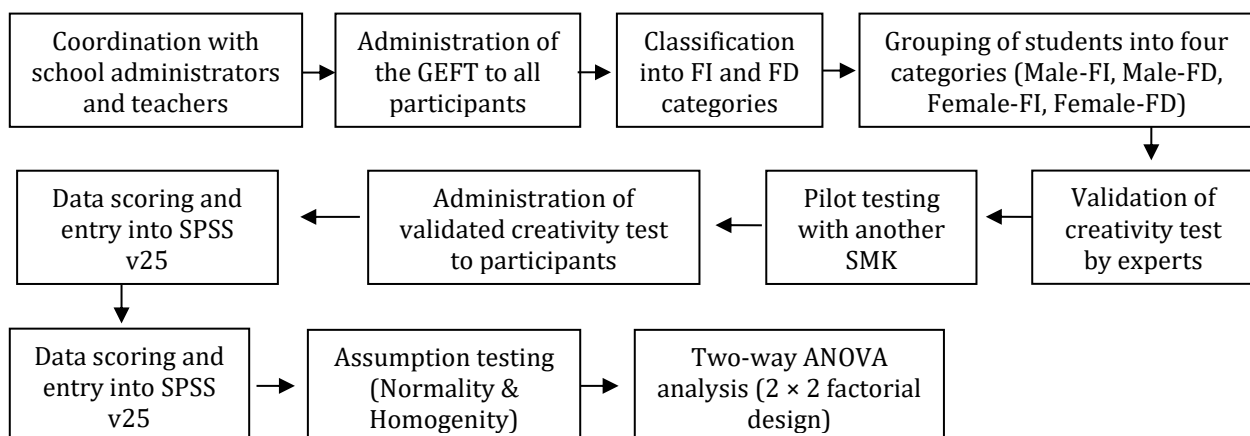 Coordination with
school administrators
and teachers
Administration of
the GEFT to all
participants
Classification
into FI and FD
categories
Grouping of students into four
categories (Male-FI, Male-FD,
Female-FI, Female-FD)
Validation of
creativity test
by experts
Pilot testing
with another
SMK
Administration of
validated creativity test
to participants
Data scoring and
entry into SPSS
v25
Data scoring and
entry into SPSS
v25
Assumption testing
(Normality &
Homogenity)
Two-way ANOVA
analysis (2 × 2 factorial
design)